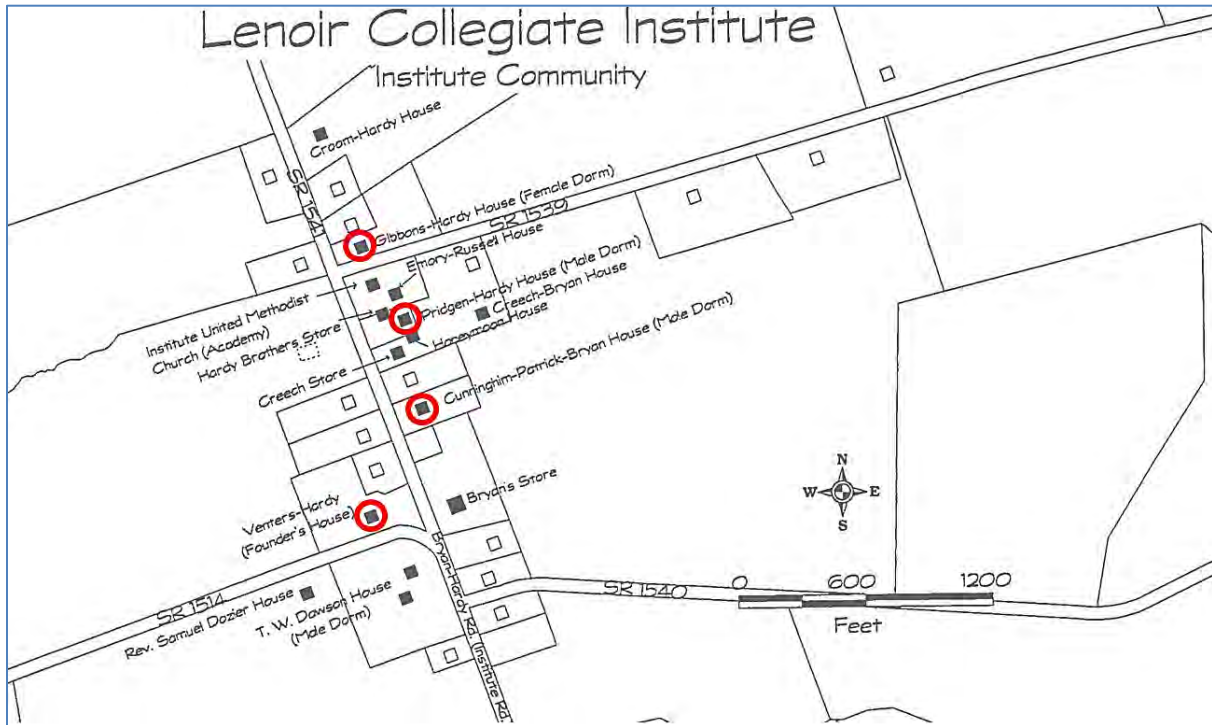 Lenoir Collegiate Institute
Institute Community
Croom-Hardy House
SR 1541
Gibbons-Hardy House (Female Dorm)
SR 1539
Emory-Russell House
Pridgen-Hardy House (Male Dorm)
Creech-Bryan House
Honeymoon House
Institute United Methodist
Church (Academy)
Hardy Brothers Store
Creech Store
Cunninghim-Patrick-Bryan House (Male Dorm)
Bryan's Store
Venters-Hardy
(Founder's House)
N
W E
S
SR 1514
Rev. Samuel Dozier House
T. W. Dawson House
(Male Dorm)
Bryan-Hardy Rd. (Institute Rd.
SR 1540
0 600 1200
Feet